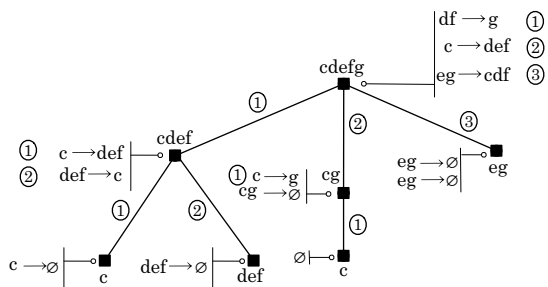 df → g ①
c → def ②
eg → cdf ③
cdefg
① ② ③
cdef
① c → def
② def → c
① c → g
cg → ∅
cg
eg → ∅
eg → ∅
eg
① ② ①
c → ∅
c
def → ∅
def
∅
c